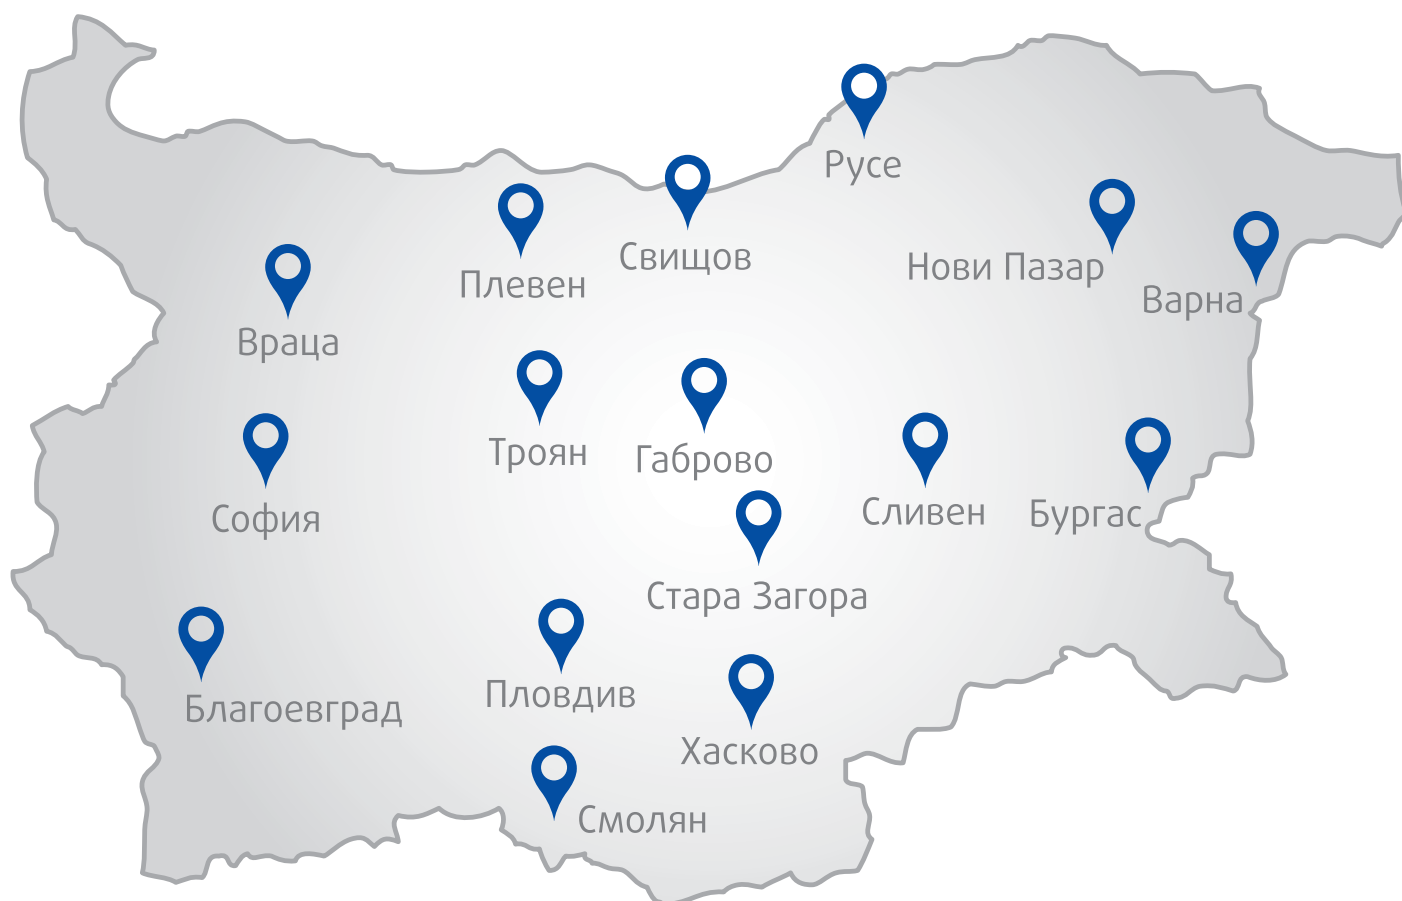 Русе
Свищов
Плевен
Нови Пазар
Варна
Враца
Троян
Габрово
София
Сливен
Бургас
Стара Загора
Благоевград
Пловдив
Хасково
Смолян